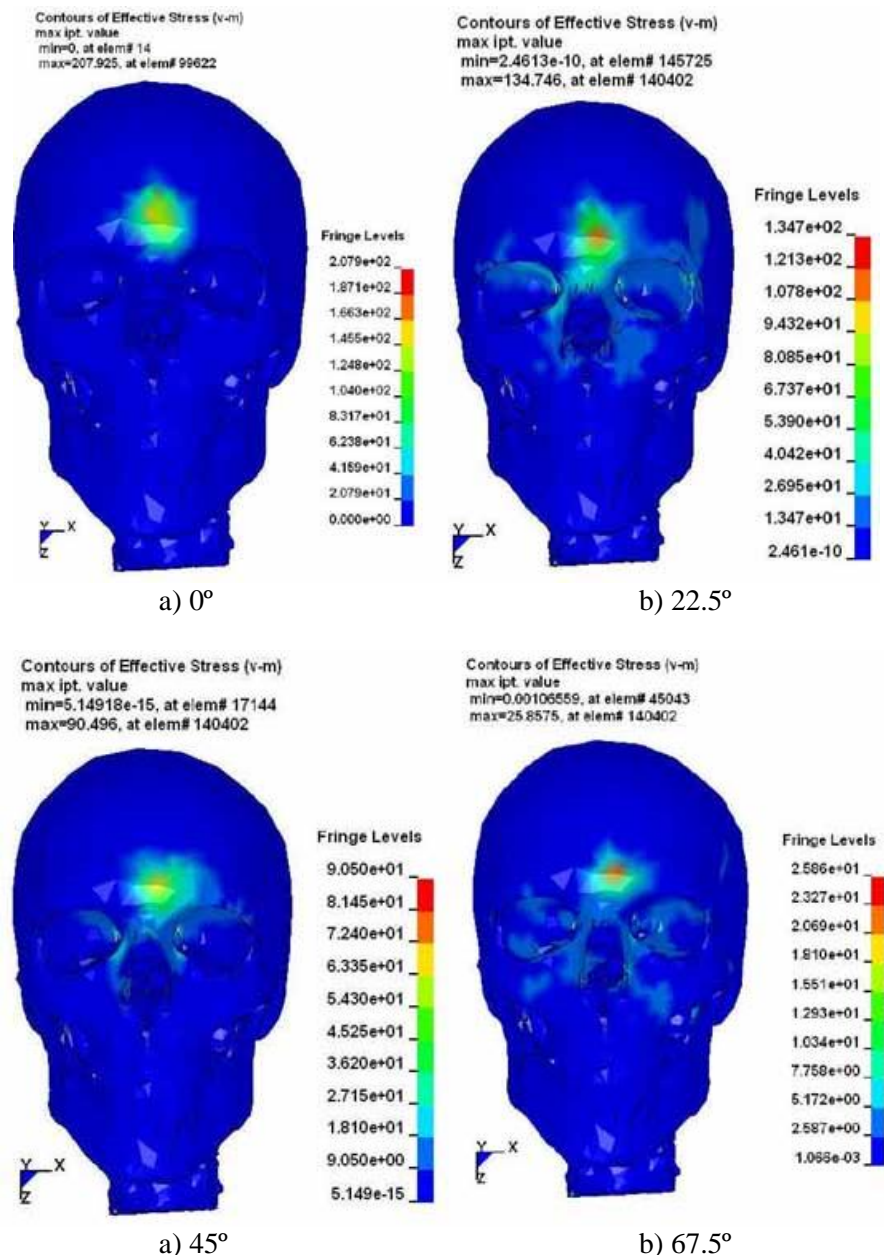 Contours of Effective Stress (v-m)
max ipt. value
min=0, at elem# 14
max=207.925, at elem# 99622
Fringe Levels
2.079e+02
1.871e+02
1.663e+02
1.455e+02
1.248e+02
1.040e+02
8.317e+01
6.238e+01
4.159e+01
2.079e+01
0.000e+00
Y X
Z
a) 0º
Contours of Effective Stress (v-m)
max ipt. value
min=2.4613e-10, at elem# 145725
max=134.746, at elem# 140402
Fringe Levels
1.347e+02
1.213e+02
1.078e+02
9.432e+01
8.085e+01
6.737e+01
5.390e+01
4.042e+01
2.695e+01
1.347e+01
2.461e-10
Y X
Z
b) 22.5º
Contours of Effective Stress (v-m)
max ipt. value
min=5.14918e-15, at elem# 17144
max=90.496, at elem# 140402
Fringe Levels
9.050e+01
8.145e+01
7.240e+01
6.335e+01
5.430e+01
4.525e+01
3.620e+01
2.715e+01
1.810e+01
9.050e+00
5.149e-15
Y X
Z
a) 45º
Contours of Effective Stress (v-m)
max ipt. value
min=0.00106559, at elem# 45043
max=25.8575, at elem# 140402
Fringe Levels
2.586e+01
2.327e+01
2.069e+01
1.810e+01
1.551e+01
1.293e+01
1.034e+01
7.758e+00
5.172e+00
2.587e+00
1.066e-03
Y X
Z
b) 67.5º